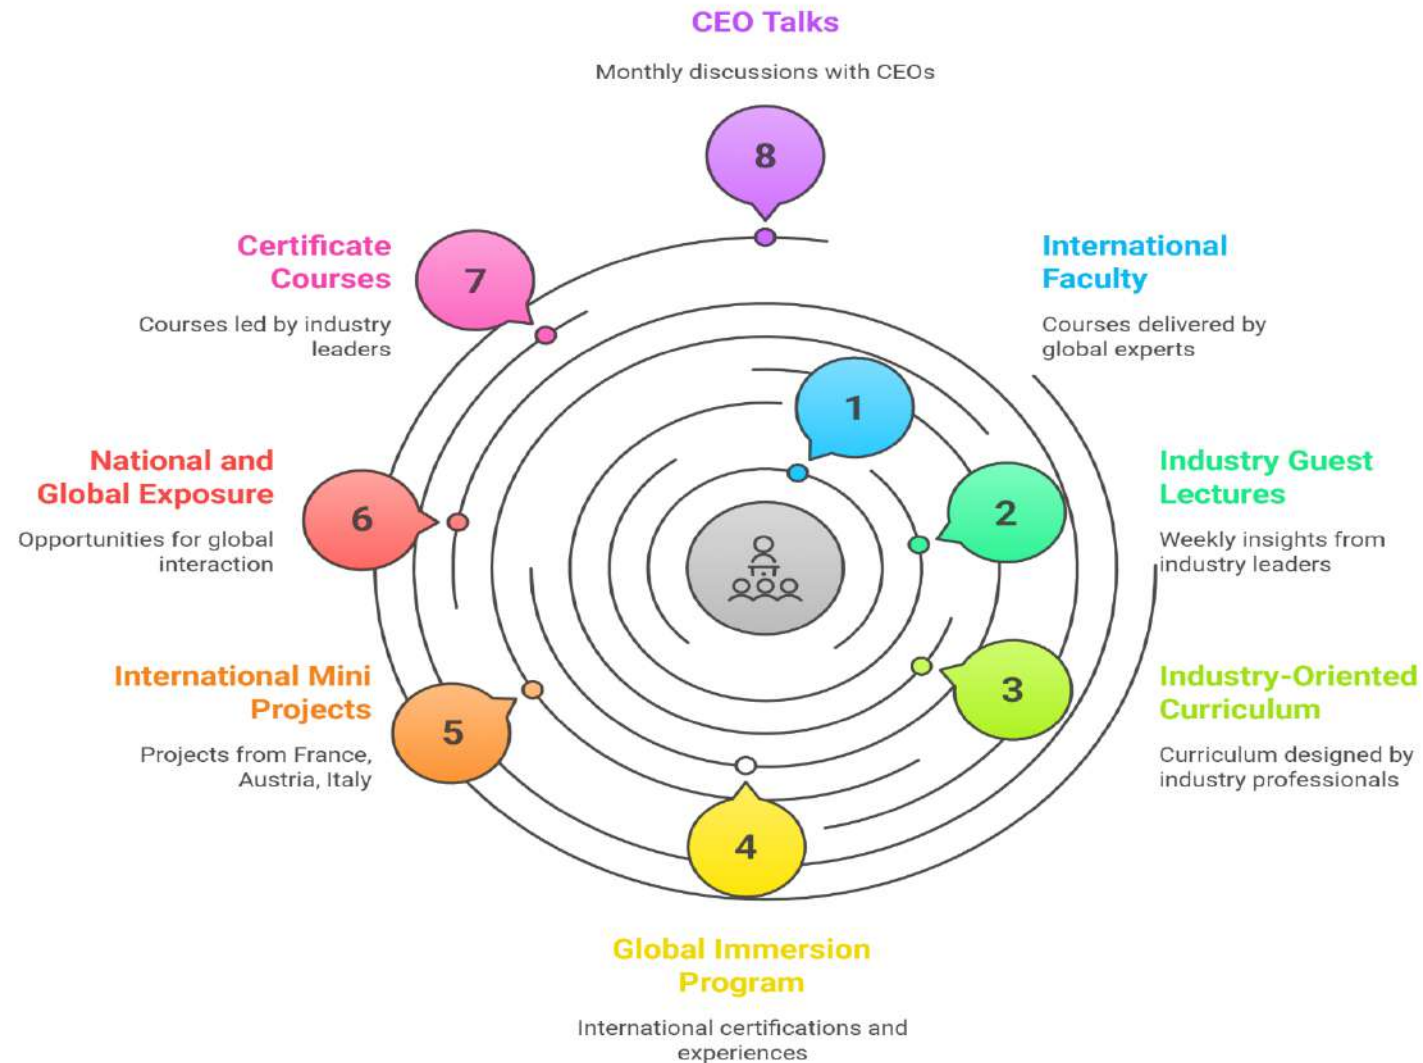 CEO Talks
Monthly discussions with CEOs
8
Certificate
Courses
Courses led by industry
leaders
7
International
Faculty
Courses delivered by
global experts
1
National and
Global Exposure
Opportunities for global
interaction
6
2
Industry Guest
Lectures
Weekly insights from
industry leaders
International Mini
Projects
Projects from France,
Austria, Italy
5
3
Industry-Oriented
Curriculum
Curriculum designed by
industry professionals
4
Global Immersion
Program
International certifications and
experiences